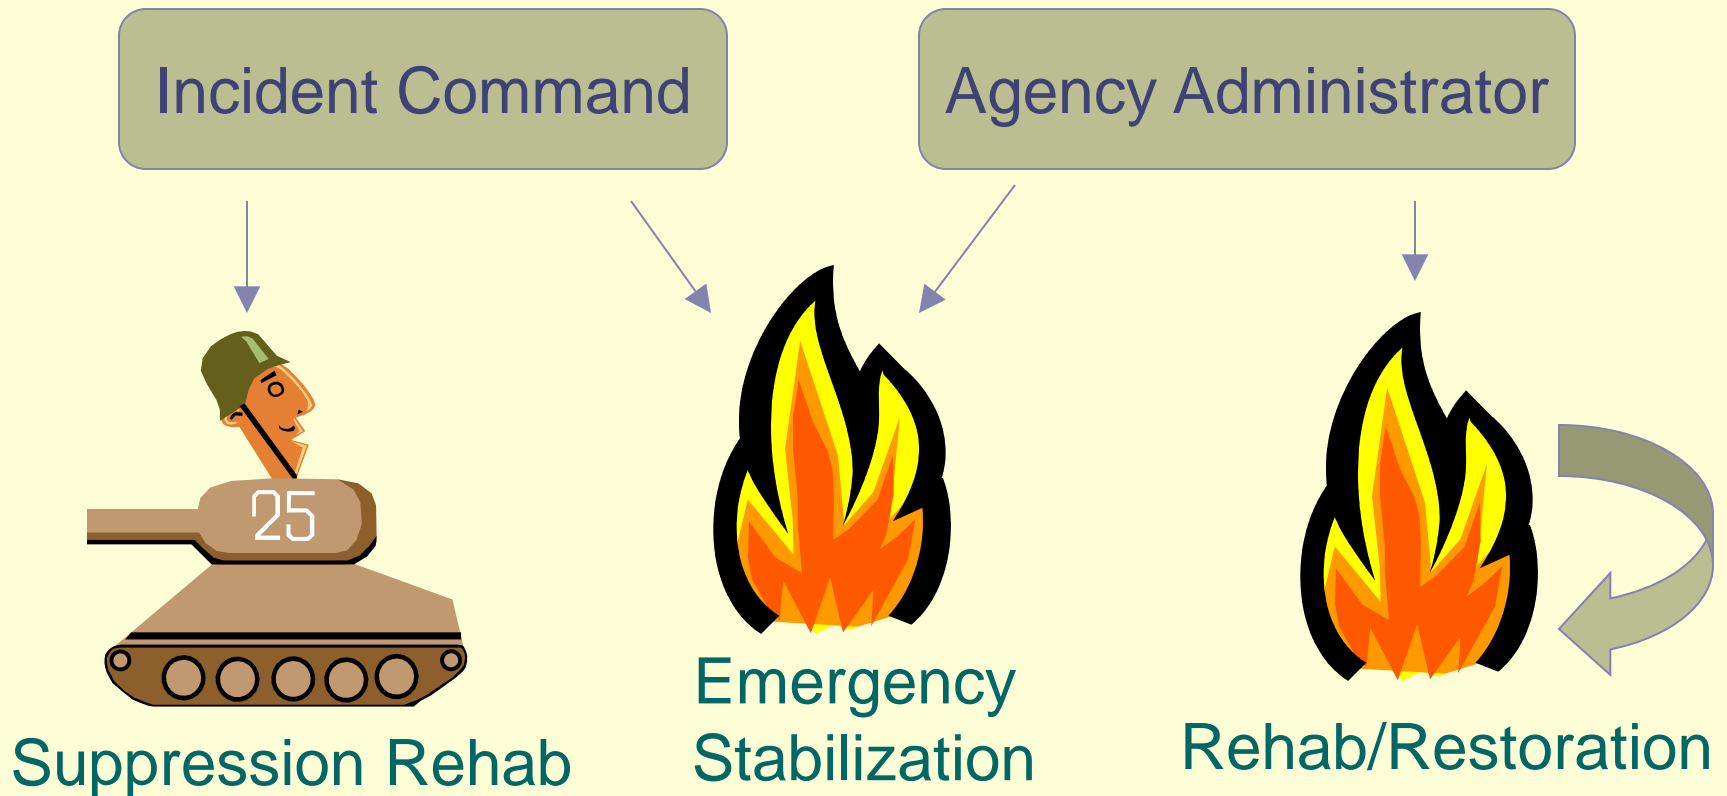 Incident Command
Agency Administrator
25
Emergency
Stabilization
Suppression Rehab
Rehab/Restoration